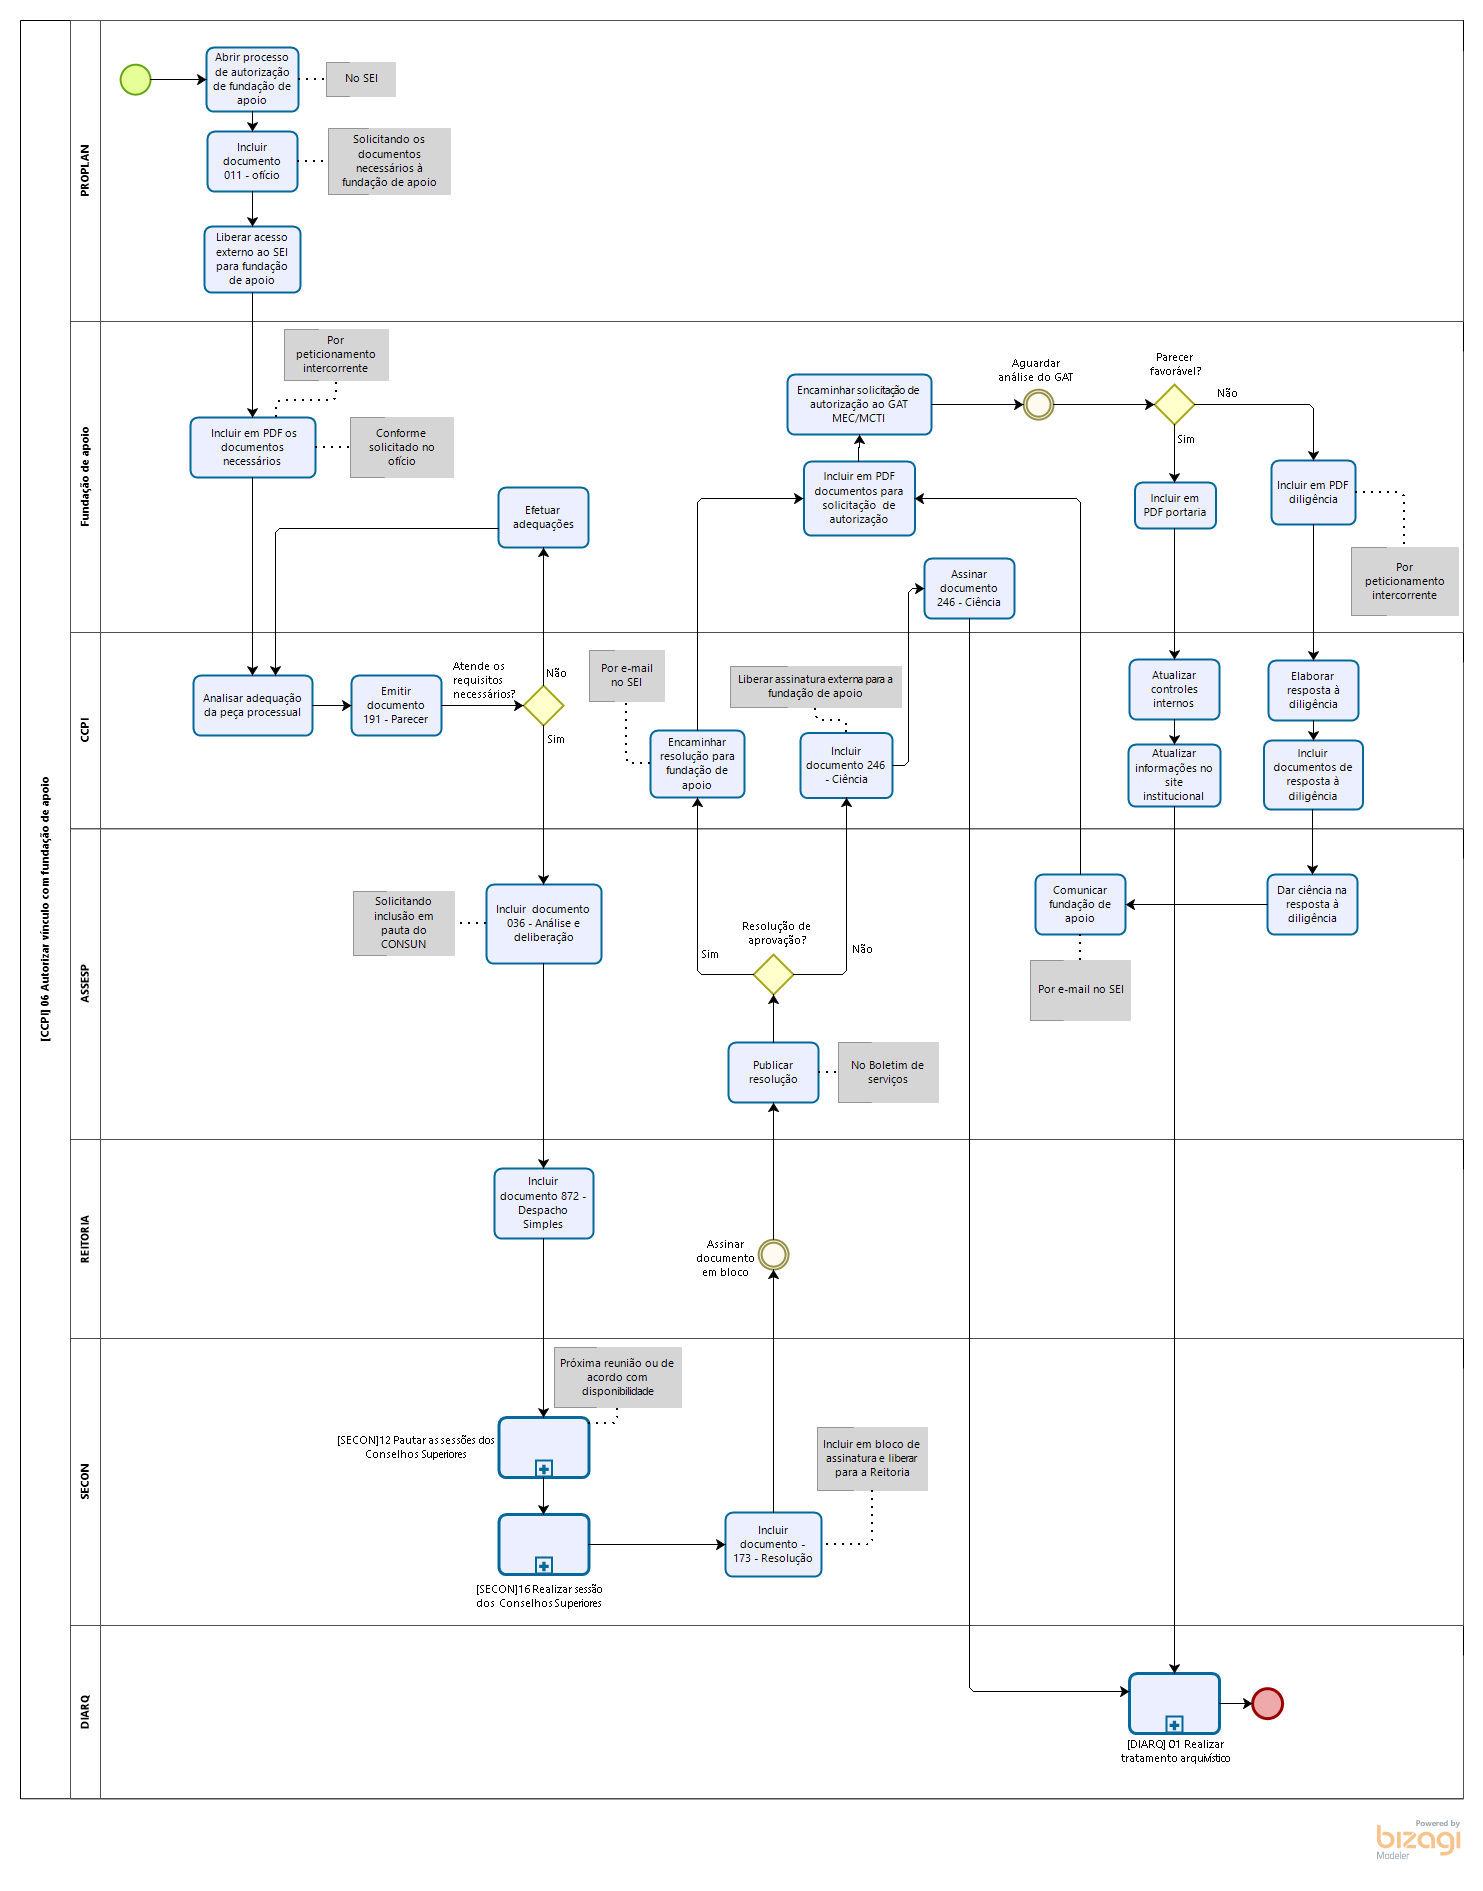 [CCPI] 06 Autorizar vínculo com fundação de apoio
PROPLAN
Abrir processo
de autorização
de fundação de
apoio
No SEI
Incluir
documento
011 - ofício
Solicitando os
documentos
necessários à
fundação de apoio
Liberar acesso
externo ao SEI
para fundação
de apoio
Fundação de apoio
Por
peticionamento
intercorrente
Incluir em PDF os
documentos
necessários
Conforme
solicitado no
ofício
Efetuar
adequações
Encaminhar solicitação de
autorização ao GAT
MEC/MCTI
Incluir em PDF
documentos para
solicitação de
autorização
Aguardar
análise do GAT
Parecer
favorável?
Não
Sim
Incluir em
PDF portaria
Incluir em PDF
diligência
Por
peticionamento
intercorrente
Assinar
documento
246 - Ciência
CCPI
Analisar adequação
da peça processual
Emitir
documento
191 - Parecer
Atende os
requisitos
necessários?
Não
Sim
Por e-mail
no SEI
Encaminhar
resolução para
fundação de
apoio
Liberar assinatura externa para a
fundação de apoio
Incluir
documento 246
- Ciência
Atualizar
controles
internos
Atualizar
informações no
site
institucional
Elaborar
resposta à
diligência
Incluir
documentos de
resposta à
diligência
ASSESP
Solicitando
inclusão em
pauta do
CONSUN
Incluir documento
036 - Análise e
deliberação
Resolução de
aprovação?
Sim
Não
Publicar
resolução
No Boletim de
serviços
Comunicar
fundação de
apoio
Por e-mail no SEI
Dar ciência na
resposta à
diligência
REITORIA
Incluir
documento 872 -
Despacho
Simples
Assinar
documento
em bloco
SECON
Próxima reunião ou de
acordo com
disponibilidade
[SECON]12 Pautar as sessões dos
Conselhos Superiores
[SECON]16 Realizar sessão
dos Conselhos Superiores
Incluir em bloco de
assinatura e liberar
para a Reitoria
Incluir
documento -
173 - Resolução
DIARQ
[DIARQ] 01 Realizar
tratamento arquivístico
Powered by
bizagi
Modeler